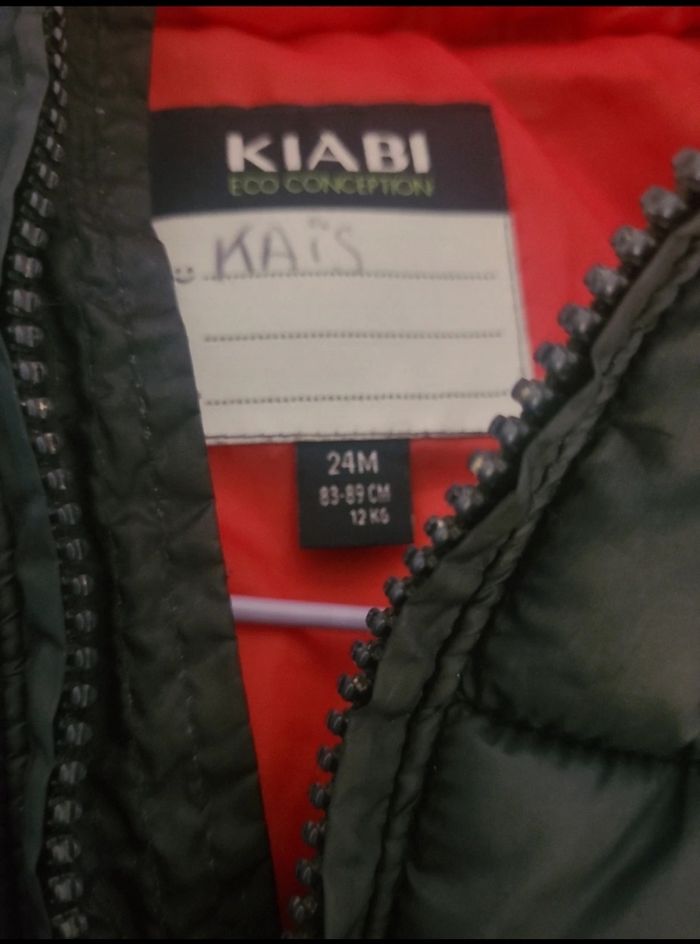 KIABI
ECO CONCEPTION
KAÏS
24M
83-89 CM
12 KG